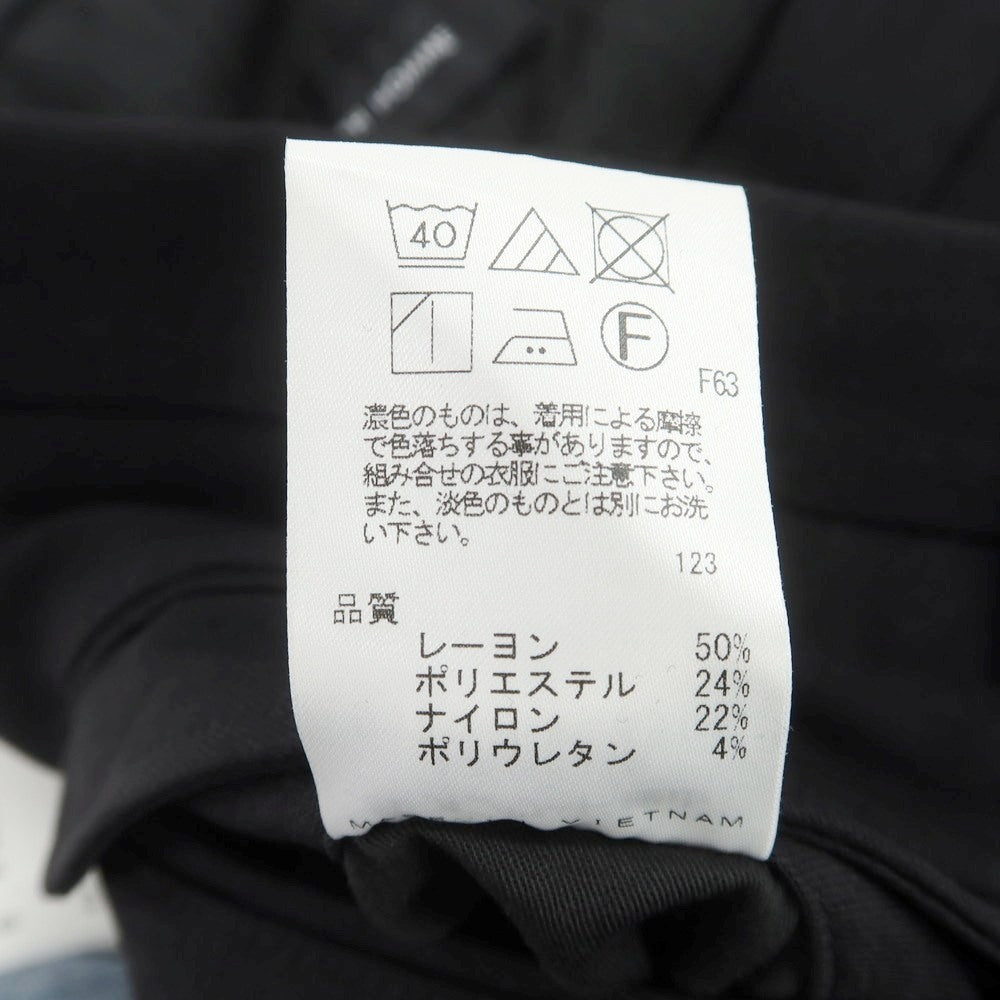 40
F
F63
濃色のものは、着用による摩擦
で色落ちする事がありますので、
組み合せの衣服にご注意下さい。
また、淡色のものとは別にお洗
い下さい。
123
品質
レーヨン 50%
ポリエステル 24%
ナイロン 22%
ポリウレタン 4%
VIETNAM